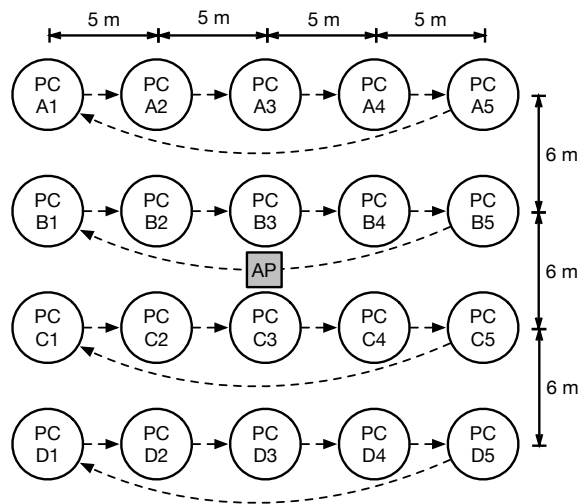 5 m 5 m 5 m 5 m
PC PC PC PC PC
A1 A2 A3 A4 A5
6 m
PC PC PC PC PC
B1 B2 B3 B4 B5
AP
6 m
PC PC PC PC PC
C1 C2 C3 C4 C5
6 m
PC PC PC PC PC
D1 D2 D3 D4 D5